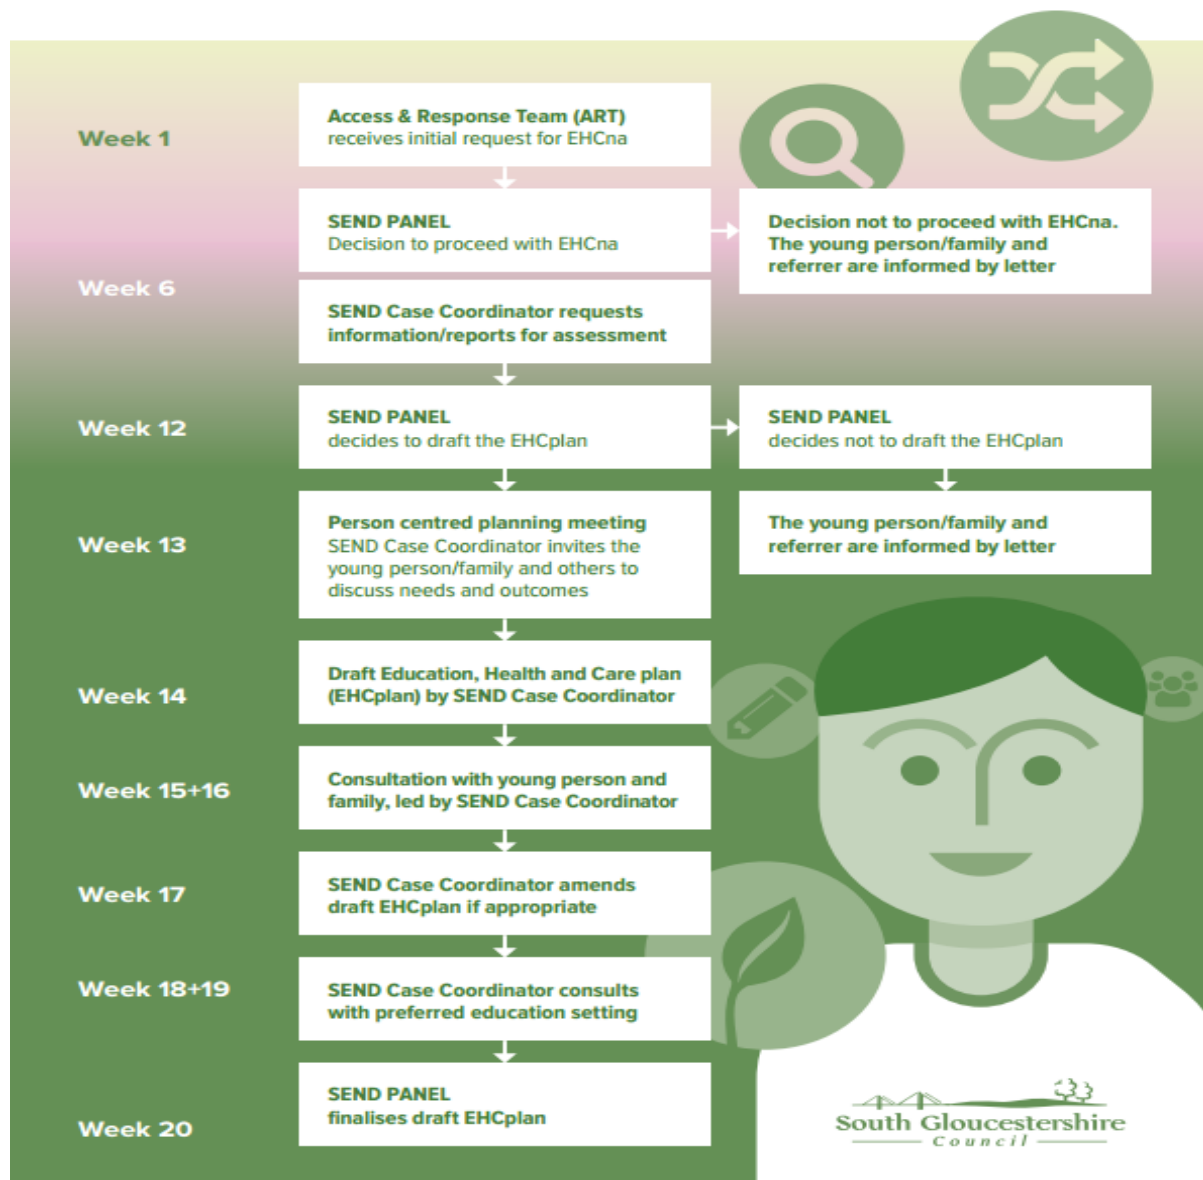 Week 1
Access & Response Team (ART)
receives initial request for EHCna
SEND PANEL
Decision to proceed with EHCna
Decision not to proceed with EHCna.
The young person/family and
referrer are informed by letter
Week 6
SEND Case Coordinator requests
information/reports for assessment
Week 12
SEND PANEL
decides to draft the EHCplan
SEND PANEL
decides not to draft the EHCplan
Week 13
Person centred planning meeting
SEND Case Coordinator invites the
young person/family and others to
discuss needs and outcomes
The young person/family and
referrer are informed by letter
Week 14
Draft Education, Health and Care plan
(EHCplan) by SEND Case Coordinator
Week 15+16
Consultation with young person and
family, led by SEND Case Coordinator
Week 17
SEND Case Coordinator amends
draft EHCplan if appropriate
Week 18+19
SEND Case Coordinator consults
with preferred education setting
Week 20
SEND PANEL
finalises draft EHCplan
South Gloucestershire
Council